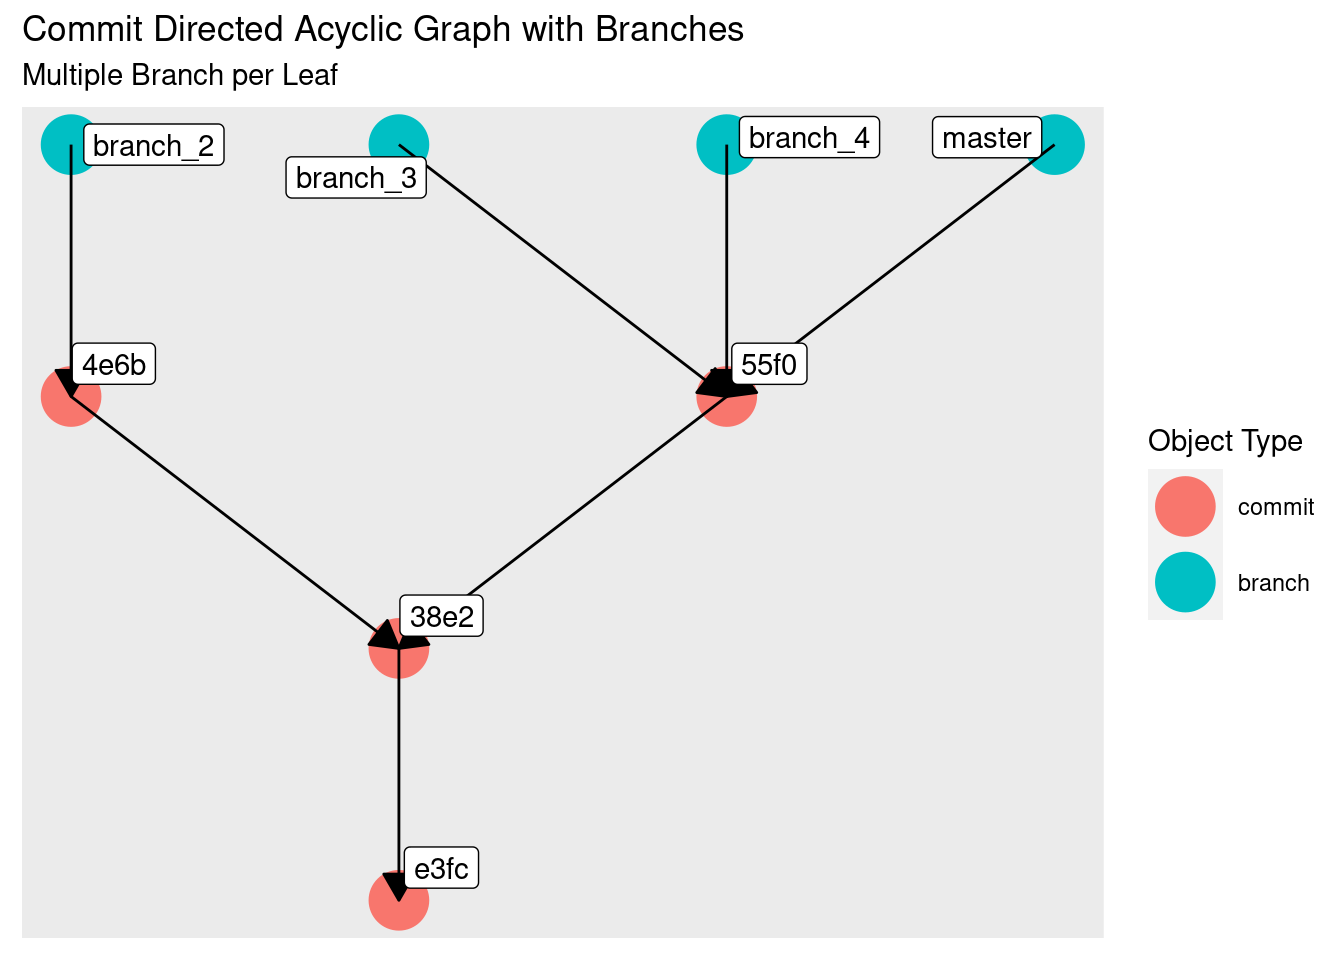 Commit Directed Acyclic Graph with Branches
Multiple Branch per Leaf
branch_2
branch_3
branch_4
master
4e6b
55f0
38e2
e3fc
Object Type
commit
branch